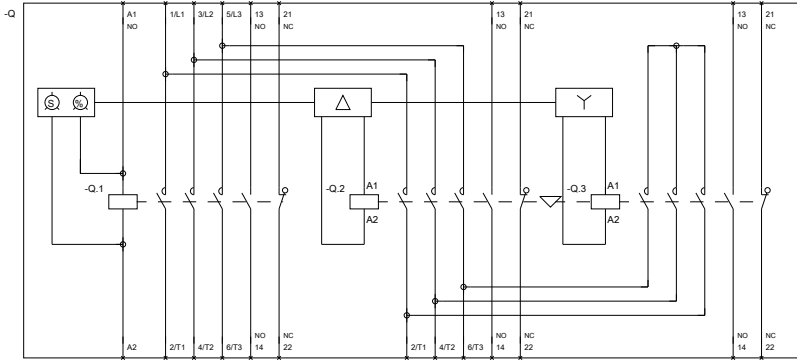 -Q A1 1/L1 3/L2 5/L3 13 21 13 21 13 21
NO NO NC NO NC NO NC
S % △ Y
-Q.1 -Q.2 A1 -Q.3 A1
A2 A2
NO NC NO NC NO NC
A2 2/T1 4/T2 6/T3 14 22 2/T1 4/T2 6/T3 14 22 14 22